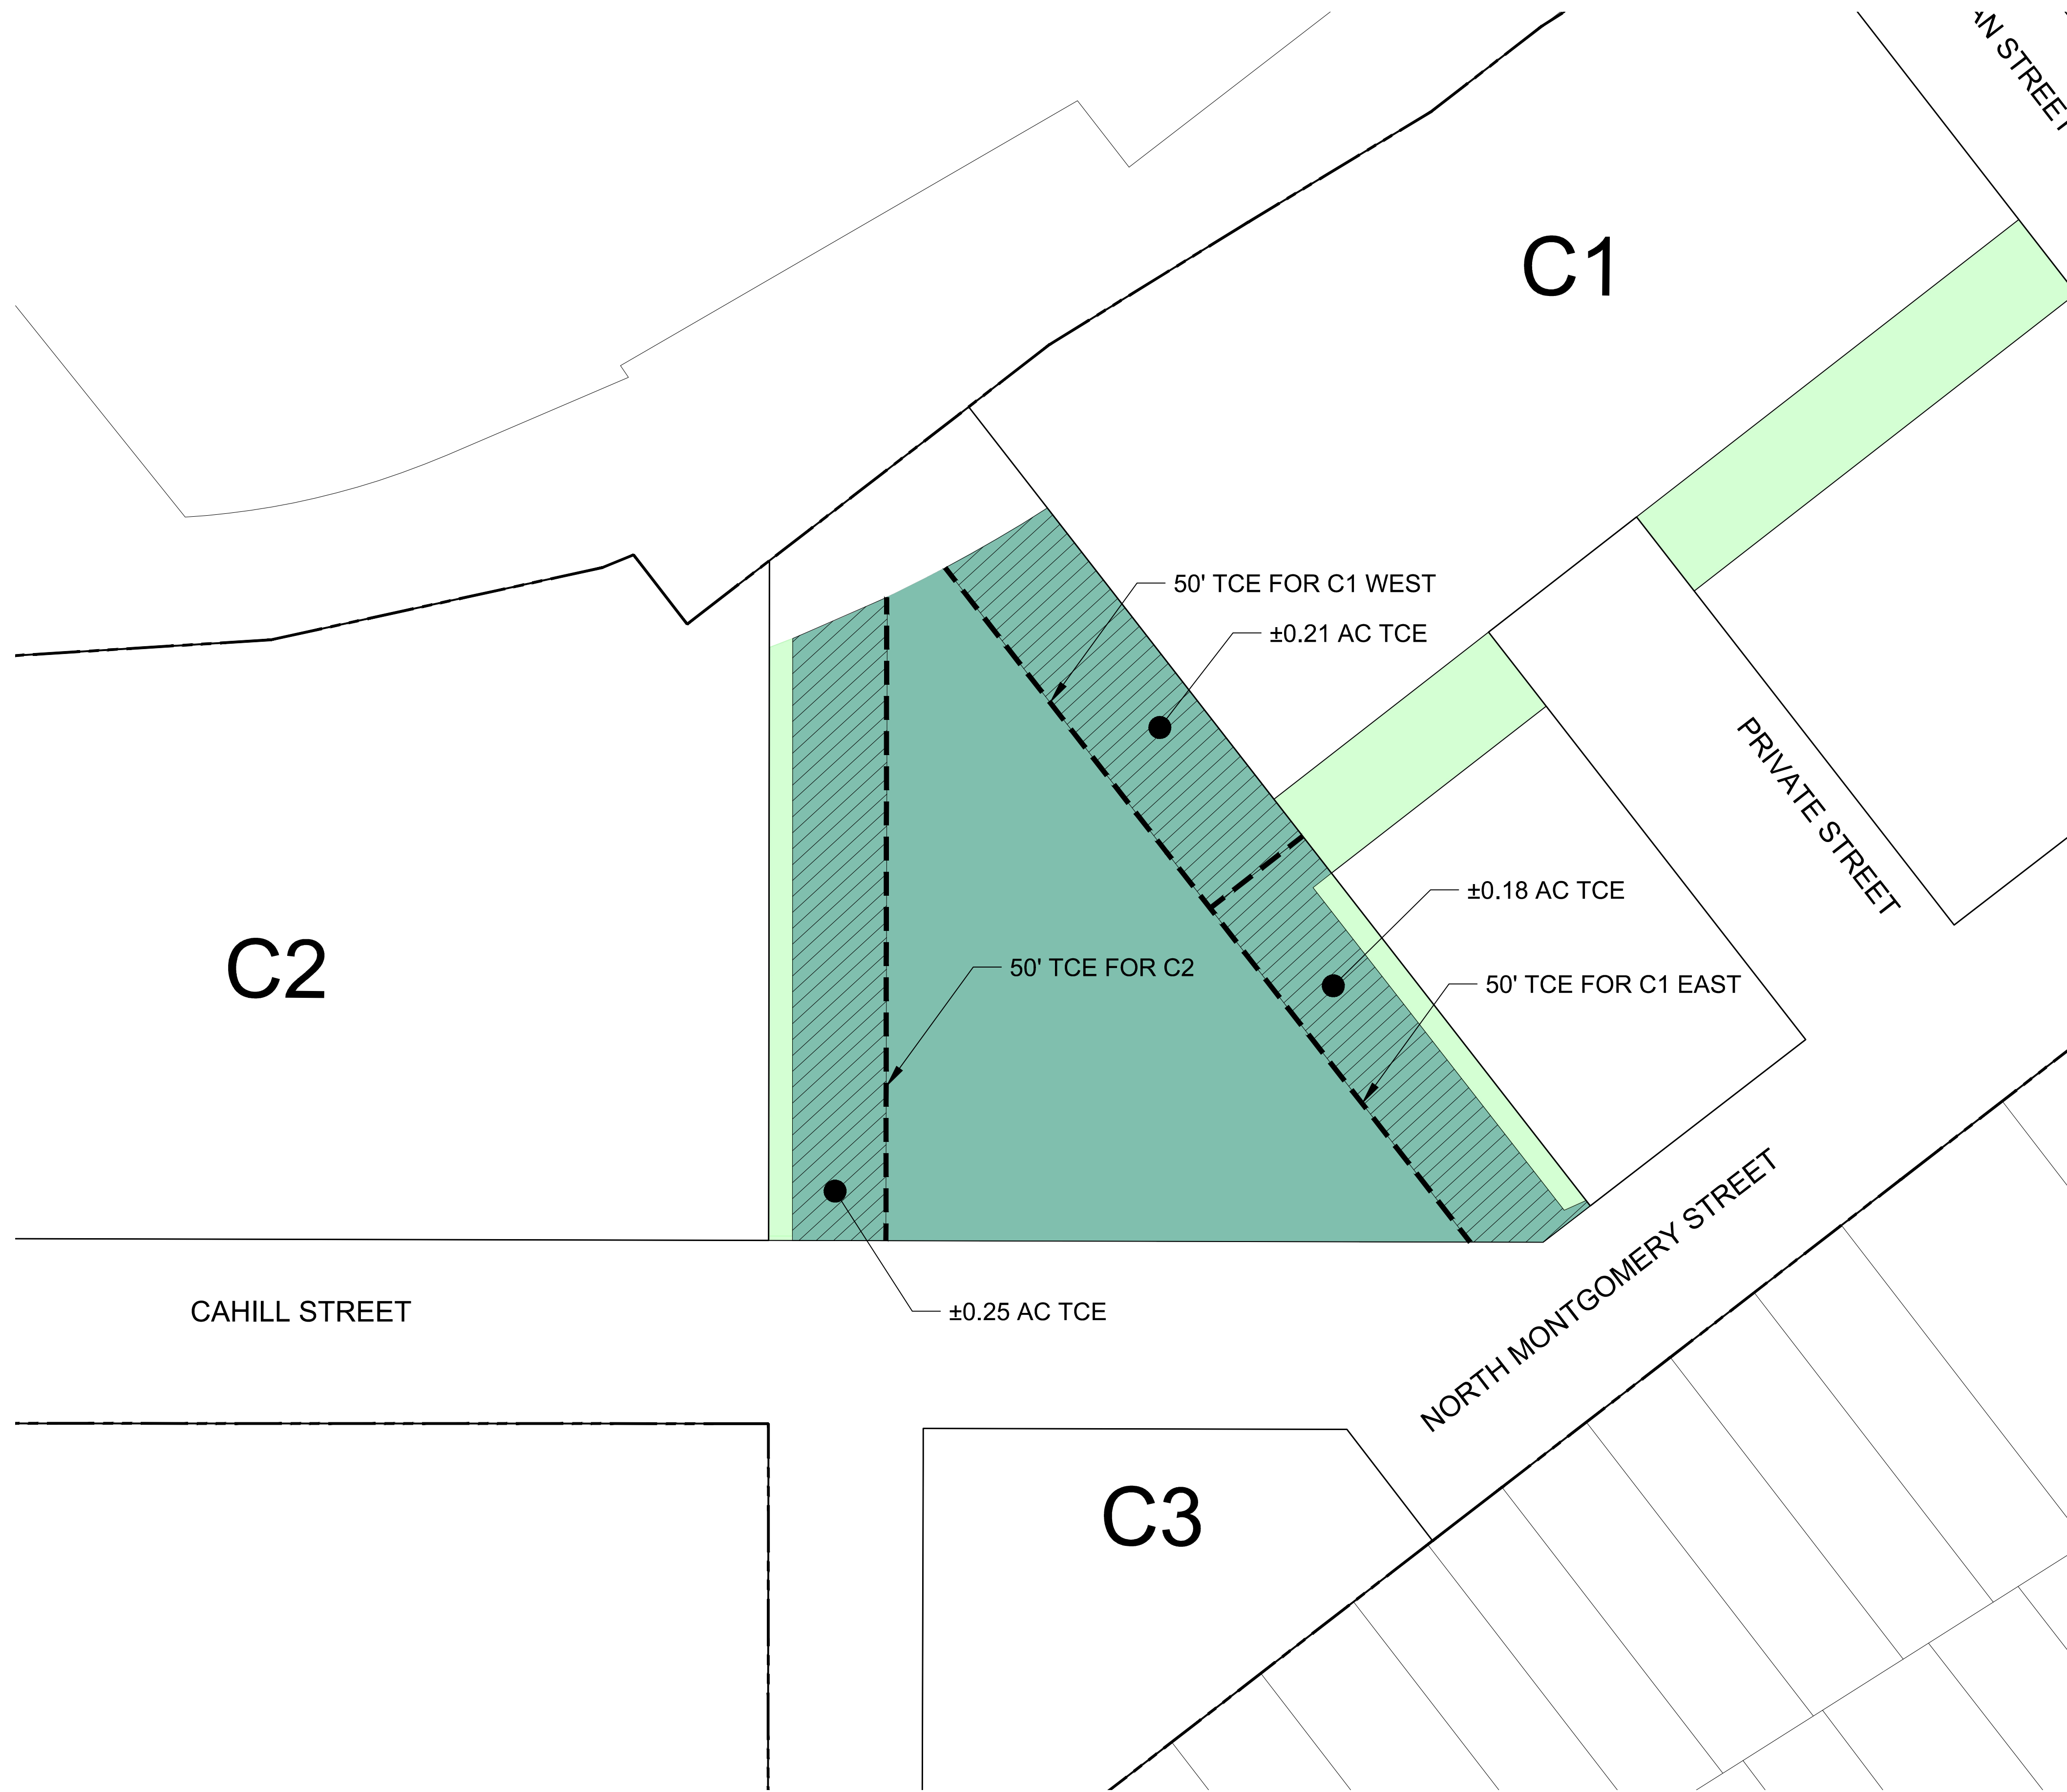 STREET
C1
50' TCE FOR C1 WEST
±0.21 AC TCE
PRIVATE STREET
±0.18 AC TCE
C2
50' TCE FOR C2
50' TCE FOR C1 EAST
NORTH MONTGOMERY STREET
CAHILL STREET
±0.25 AC TCE
C3